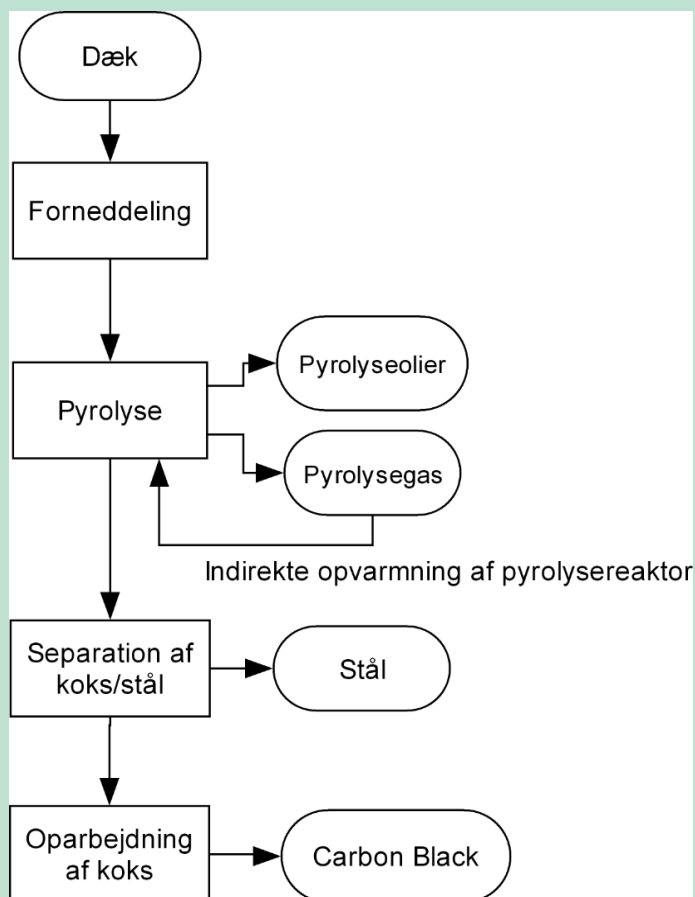 Dæk
Forneddeling
Pyrolyse
Pyrolyseolier
Pyrolysegas
Indirekte opvarmning af pyrolysereaktor
Separation af
koks/stål
Stål
Oparbejdning
af koks
Carbon Black